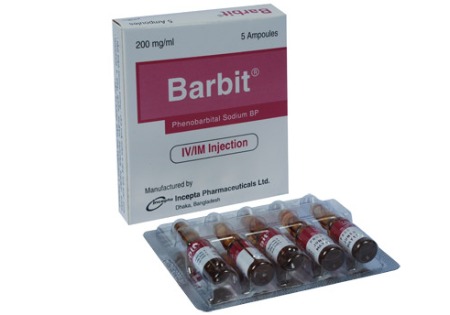 200 mg/ml 5 Ampoules
Barbit®
Phenobarbital Sodium BP
IV/IM Injection
Manufactured by
Incepta Incepta Pharmaceuticals Ltd.
Dhaka, Bangladesh